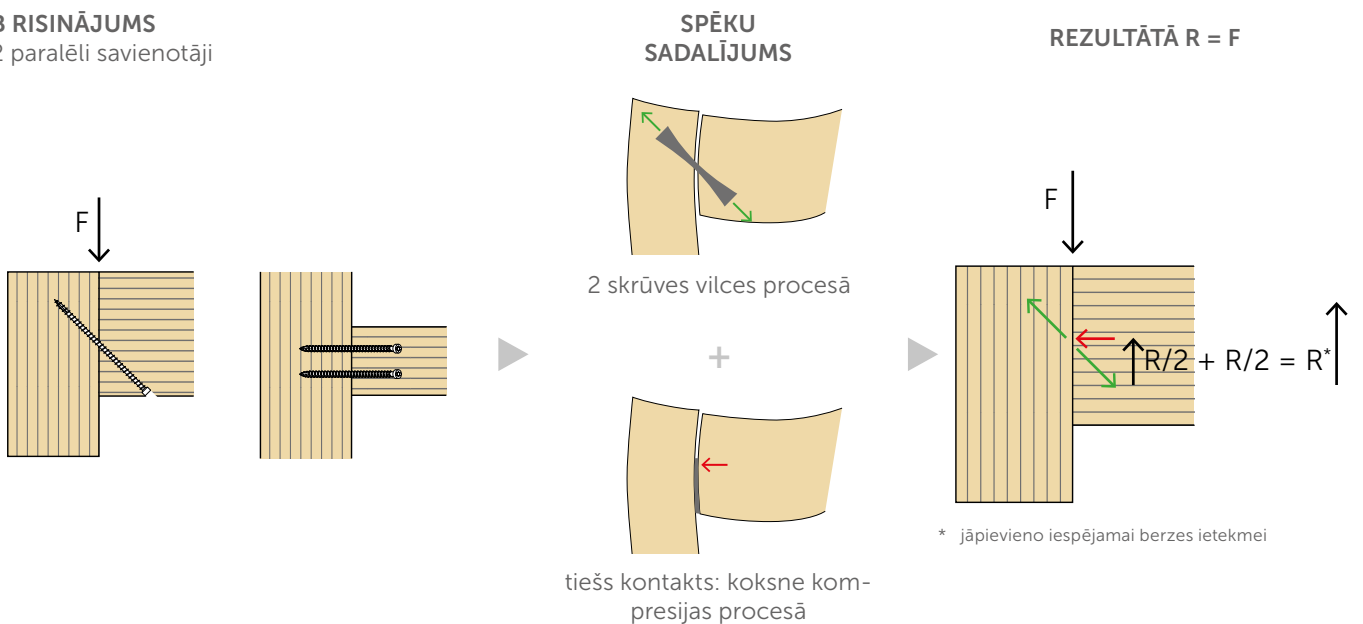 B RISINĀJUMS
2 paralēli savienotāji
SPĒKU
SADALĪJUMS
REZULTĀTĀ R = F
F
2 skrūves vilces procesā
+
tiešs kontakts: koksne kom-
presijas procesā
F
R/2 + R/2 = R*
* jāpievieno iespējamai berzes ietekmei